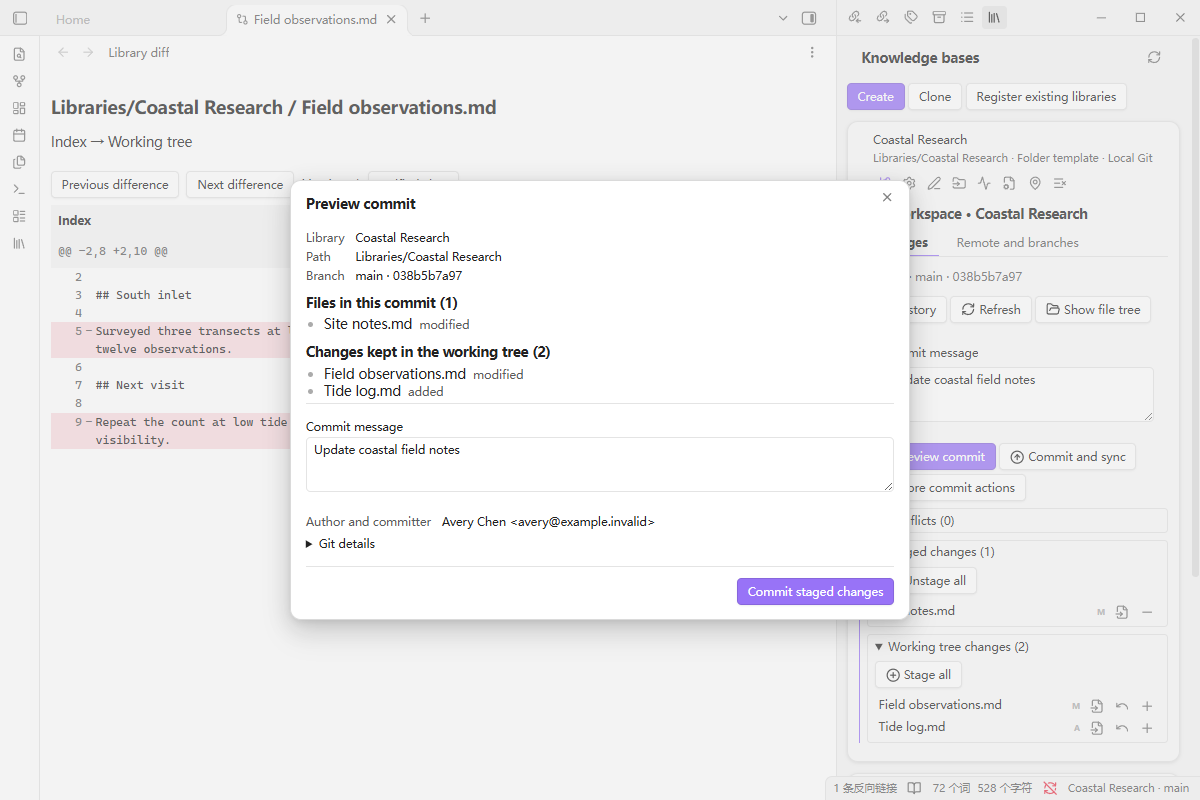 Home
Field observations.md
Library diff
Libraries/Coastal Research / Field observations.md
Index → Working tree
Previous difference
Next difference
Index
@@ -2,8 +2,10 @@
2
3 ## South inlet
4
5 − Surveyed three transects at
twelve observations.
6
7 ## Next visit
8
9 − Repeat the count at low tide
visibility.
Preview commit
Library Coastal Research
Path Libraries/Coastal Research
Branch main · 038b5b7a97
Files in this commit (1)
• Site notes.md modified
Changes kept in the working tree (2)
• Field observations.md modified
• Tide log.md added
Commit message
Update coastal field notes
Author and committer Avery Chen <avery@example.invalid>
▶ Git details
Commit staged changes
Knowledge bases
Create
Clone
Register existing libraries
Coastal Research
Libraries/Coastal Research · Folder template · Local Git
rkspace • Coastal Research
ges
Remote and branches
· main · 038b5b7a97
story
Refresh
Show file tree
mit message
date coastal field notes
eview commit
Commit and sync
ore commit actions
flicts (0)
ged changes (1)
Unstage all
otes.md M
▼ Working tree changes (2)
Stage all
Field observations.md M
Tide log.md A
1 条反向链接
72 个词 528 个字符
Coastal Research · main